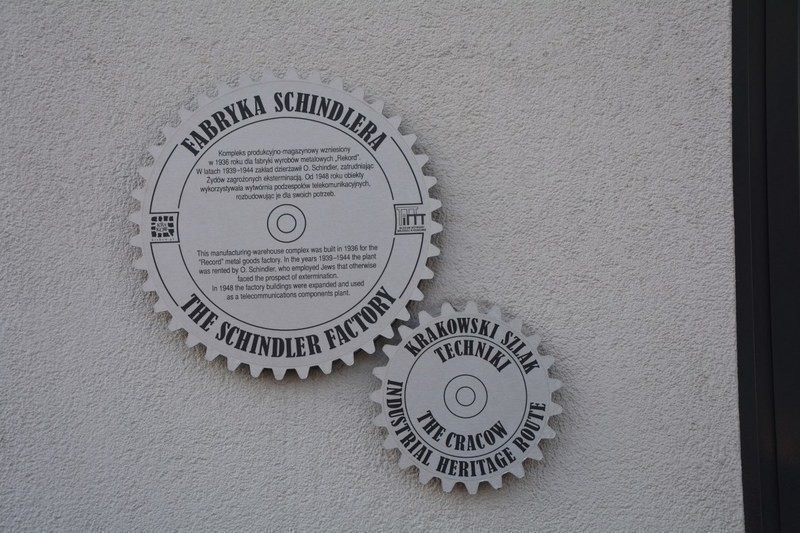 FABRYKA SCHINDLERA
Kompleks produkcyjno-magazynowy wzniesiony
w 1936 roku dla fabryki wyrobów metalowych „Rekord”.
W latach 1939–1944 zakład dzierżawił O. Schindler, zatrudniając
Żydów zagrożonych eksterminacją. Od 1948 roku obiekty
wykorzystywała wytwórnia podzespołów telekomunikacyjnych,
rozbudowując je dla swoich potrzeb.
This manufacturing-warehouse complex was built in 1936 for the
"Record" metal goods factory. In the years 1939–1944 the plant
was rented by O. Schindler, who employed Jews that otherwise
faced the prospect of extermination.
In 1948 the factory buildings were expanded and used
as a telecommunications components plant.
THE SCHINDLER FACTORY
KRAKOWSKI SZLAK
TECHNIKI
THE CRACOW
INDUSTRIAL HERITAGE ROUTE